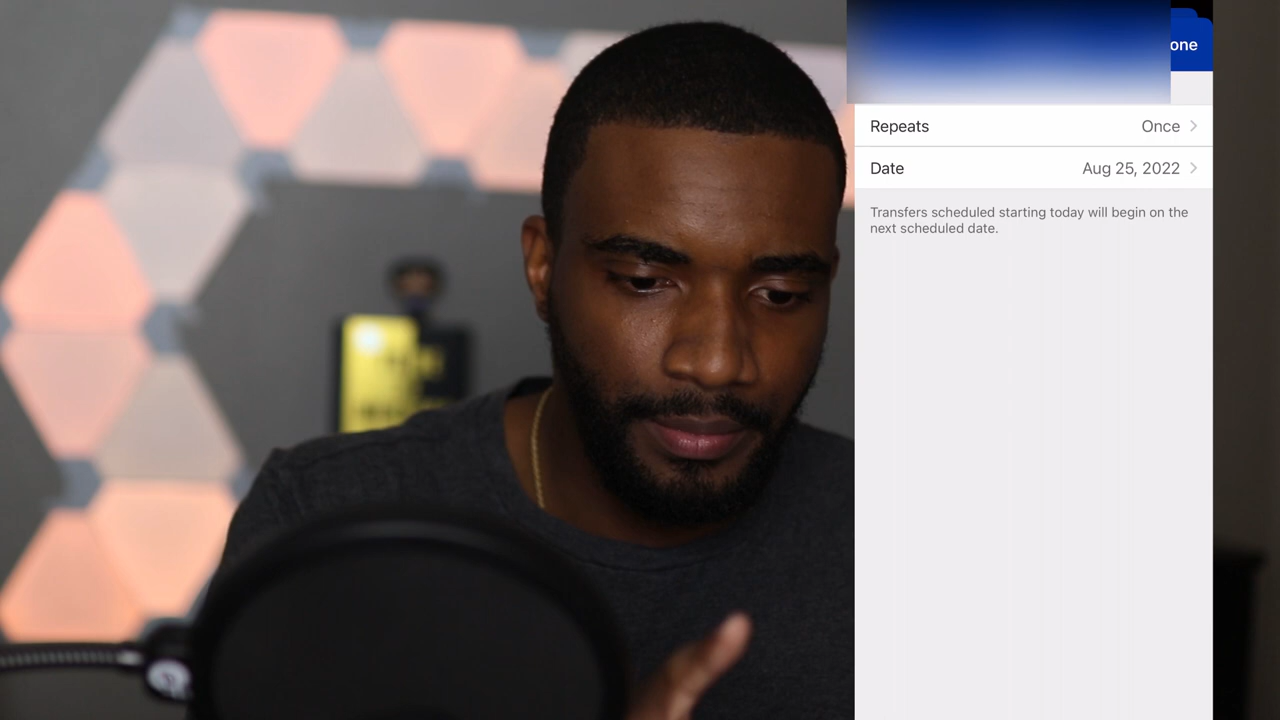 one
Repeats Once
Date Aug 25, 2022
Transfers scheduled starting today will begin on the
next scheduled date.